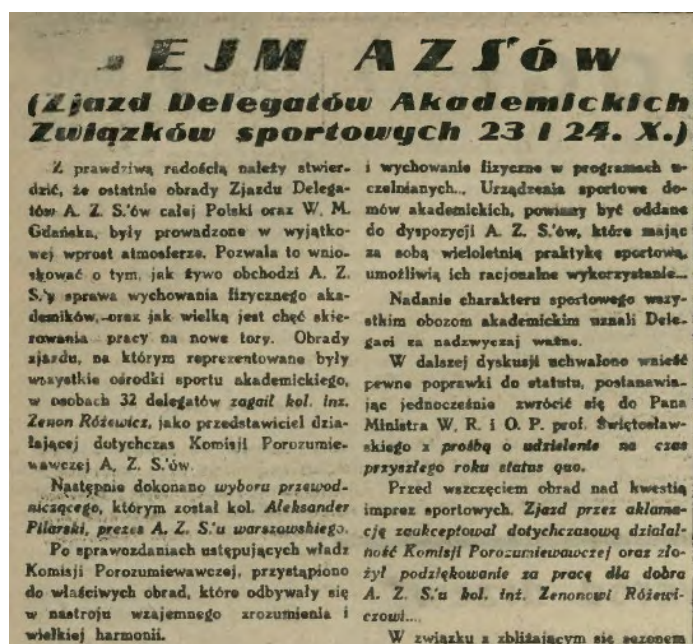 SEJM AZS'ów
(Zjazd Delegatów Akademickich
Związków sportowych 23 i 24. X.)
Z prawdziwą radością należy stwier-
dzić, że ostatnie obrady Zjazdu Delega-
tów A. Z. S.'ów całej Polski oraz W. M.
Gdańska, były prowadzone w wyjątko-
wej wprost atmosferze. Pozwala to wnio-
skować o tym, jak żywo obchodzi A. Z.
S.'y sprawa wychowania fizycznego aka-
demików, oraz jak wielką jest chęć skie-
rowania pracy na nowe tory. Obrady
zjazdu, na którym reprezentowane były
wszystkie ośrodki sportu akademickiego,
w osobach 32 delegatów zagaił kol. inż.
Zenon Różewicz, jako przedstawiciel dzia-
łającej dotychczas Komisji Porozumie-
wawczej A. Z. S.'ów.
Następnie dokonano wyboru przewod-
niczącego, którym został kol. Aleksander
Pilarski, prezes A. Z. S.'u warszawskiego.
Po sprawozdaniach ustępujących władz
Komisji Porozumiewawczej, przystąpiono
do właściwych obrad, które odbywały się
w nastroju wzajemnego zrozumienia i
wielkiej harmonii.
i wychowanie fizyczne w programach u-
czelnianych... Urządzenia sportowe do-
mów akademickich, powinny być oddane
do dyspozycji A. Z. S.'ów, które mając
za sobą wieloletnią praktykę sportową,
umożliwią ich racjonalne wykorzystanie...
Nadanie charakteru sportowego wszy-
stkim obozom akademickim uznali Dele-
gaci za nadzwyczaj ważne.
W dalszej dyskusji uchwalono wnieść
pewne poprawki do statutu, postanawia-
jąc jednocześnie zwrócić się do Pana
Ministra W. R. i O. P. prof. Świętosław-
skiego z prośbą o udzielenie na czas
przyszłego roku status quo.
Przed wszczęciem obrad nad kwestią
imprez sportowych. Zjazd przez aklama-
cję zaakceptował dotychczasową działal-
ność Komisji Porozumiewawczej oraz zło-
żył podziękowanie za pracę dla dobra
A. Z. S.'u kol. inż. Zenonowi Różewi-
czowi....
W związku z zbliżającym się sezonem